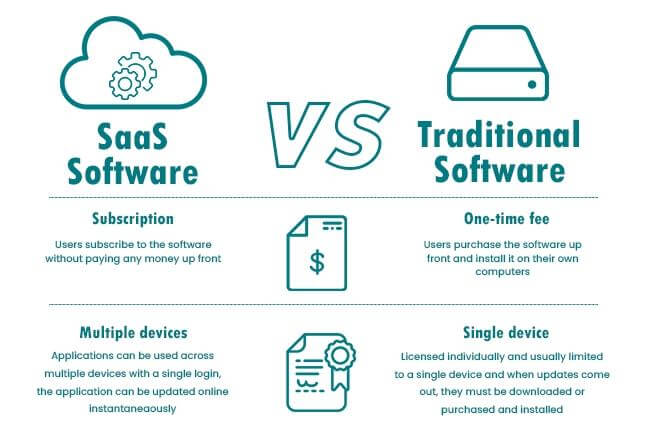 SaaS
Software
VS
Traditional
Software
Subscription
Users subscribe to the software
without paying any money up front
$
One-time fee
Users purchase the software up
front and install it on their own
computers
Multiple devices
Applications can be used across
multiple devices with a single login,
the application can be updated online
instantaneaously
Single device
Licensed individually and usually limited
to a single device and when updates come
out, they must be downloaded or
purchased and installed